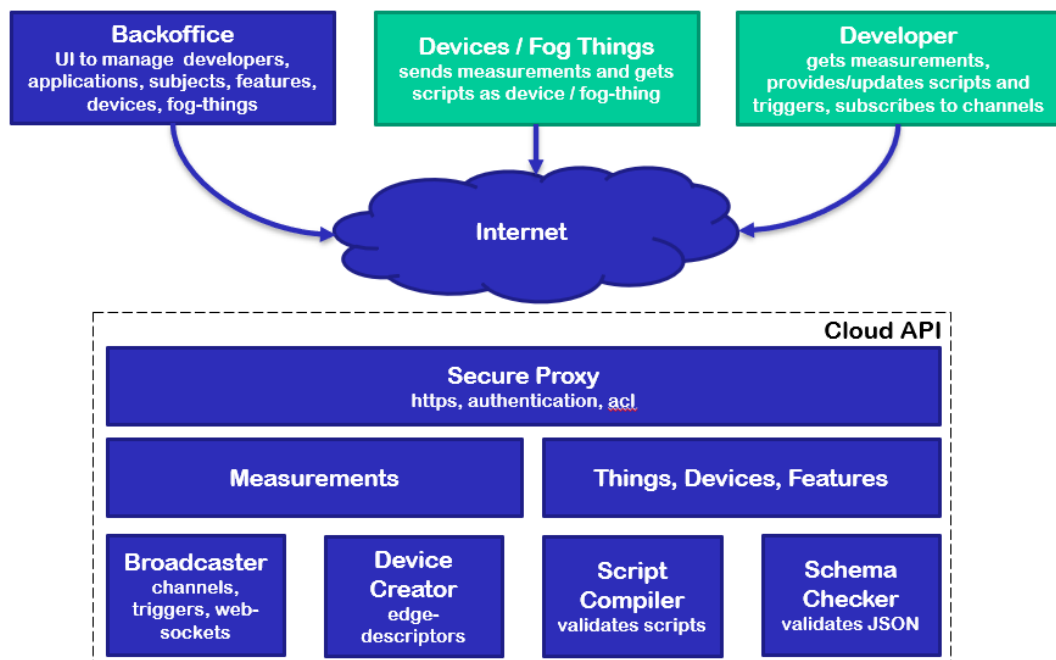 Backoffice
UI to manage developers,
applications, subjects, features,
devices, fog-things
Devices / Fog Things
sends measurements and gets
scripts as device / fog-thing
Developer
gets measurements,
provides/updates scripts and
triggers, subscribes to channels
Internet
Cloud API
Secure Proxy
https, authentication, acl
Measurements
Things, Devices, Features
Broadcaster
channels,
triggers, web-
sockets
Device
Creator
edge-
descriptors
Script
Compiler
validates scripts
Schema
Checker
validates JSON